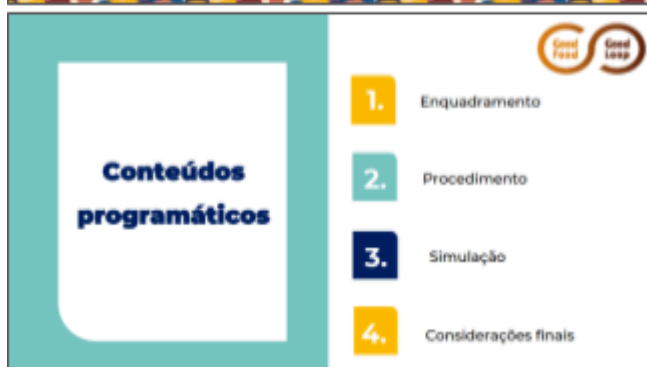 Good Food
Good Loop
Conteúdos
programáticos
1. Enquadramento
2. Procedimento
3. Simulação
4. Considerações finais